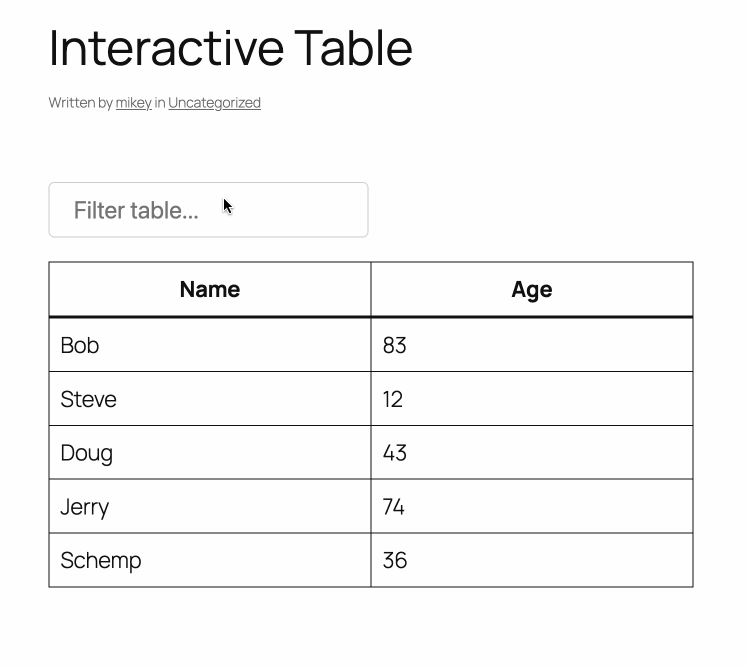 Interactive Table
Written by mikey in Uncategorized
Filter table...
Name Age
Bob 83
Steve 12
Doug 43
Jerry 74
Schemp 36